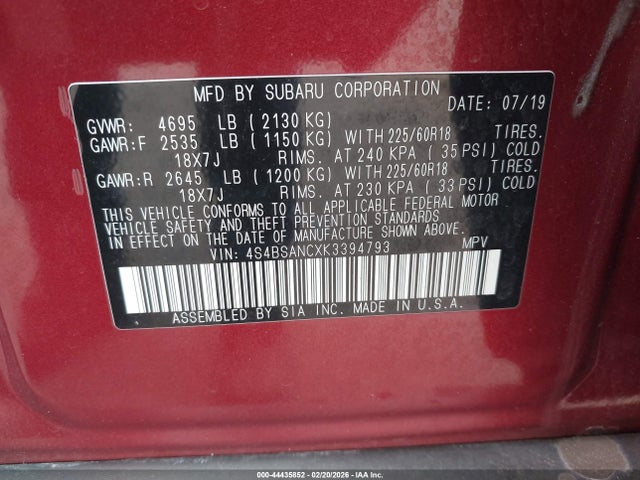 MFD BY SUBARU CORPORATION
DATE: 07/19
GVWR: 4695 LB (2130 KG)
GAWR:F 2535 LB (1150 KG) WITH 225/60R18 TIRES.
18X7J RIMS. AT 240 KPA (35 PSI) COLD
GAWR:R 2645 LB (1200 KG) WITH 225/60R18 TIRES.
18X7J RIMS. AT 230 KPA (33 PSI) COLD
THIS VEHICLE CONFORMS TO ALL APPLICABLE FEDERAL MOTOR
VEHICLE SAFETY AND THEFT PREVENTION STANDARDS
IN EFFECT ON THE DATE OF MANUFACTURE SHOWN ABOVE.
VIN: 4S4BSANCXK3394793 MPV
ASSEMBLED BY SIA INC. MADE IN U.S.A.
000-44435852 - 02/20/2026 - IAA Inc.